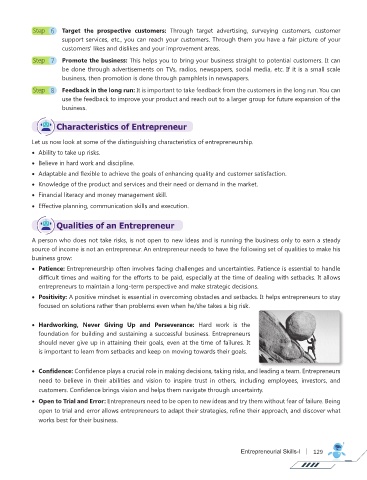 Step 6 Target the prospective customers: Through target advertising, surveying customers, customer
support services, etc., you can reach your customers. Through them you have a fair picture of your
customers' likes and dislikes and your improvement areas.
Step 7 Promote the business: This helps you to bring your business straight to potential customers. It can
be done through advertisements on TVs, radios, newspapers, social media, etc. If it is a small scale
business, then promotion is done through pamphlets in newspapers.
Step 8 Feedback in the long run: It is important to take feedback from the customers in the long run. You can
use the feedback to improve your product and reach out to a larger group for future expansion of the
business.
Characteristics of Entrepreneur
Let us now look at some of the distinguishing characteristics of entrepreneurship.
• Ability to take up risks.
• Believe in hard work and discipline.
• Adaptable and flexible to achieve the goals of enhancing quality and customer satisfaction.
• Knowledge of the product and services and their need or demand in the market.
• Financial literacy and money management skill.
• Effective planning, communication skills and execution.
Qualities of an Entrepreneur
A person who does not take risks, is not open to new ideas and is running the business only to earn a steady
source of income is not an entrepreneur. An entrepreneur needs to have the following set of qualities to make his
business grow:
• Patience: Entrepreneurship often involves facing challenges and uncertainties. Patience is essential to handle
difficult times and waiting for the efforts to be paid, especially at the time of dealing with setbacks. It allows
entrepreneurs to maintain a long-term perspective and make strategic decisions.
• Positivity: A positive mindset is essential in overcoming obstacles and setbacks. It helps entrepreneurs to stay
focused on solutions rather than problems even when he/she takes a big risk.
• Hardworking, Never Giving Up and Perseverance: Hard work is the
foundation for building and sustaining a successful business. Entrepreneurs
should never give up in attaining their goals, even at the time of failures. It
is important to learn from setbacks and keep on moving towards their goals.
• Confidence: Confidence plays a crucial role in making decisions, taking risks, and leading a team. Entrepreneurs
need to believe in their abilities and vision to inspire trust in others, including employees, investors, and
customers. Confidence brings vision and helps them navigate through uncertainty.
• Open to Trial and Error: Entrepreneurs need to be open to new ideas and try them without fear of failure. Being
open to trial and error allows entrepreneurs to adapt their strategies, refine their approach, and discover what
works best for their business.
Entrepreneurial Skills-I 129